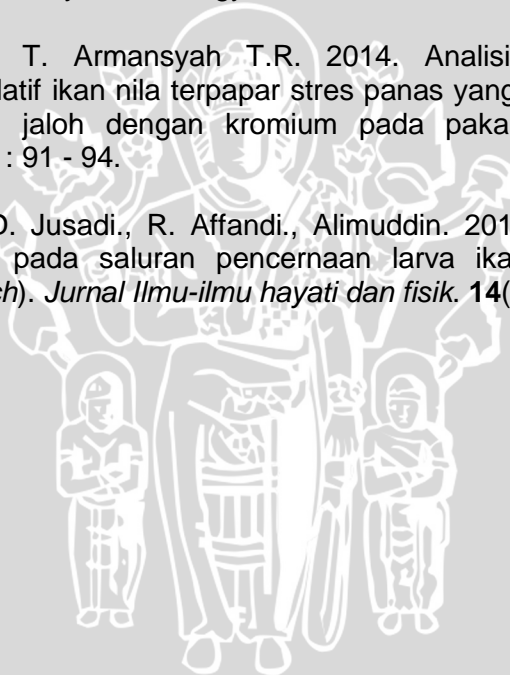 T. Armansyah T.R. 2014. Analisi
latif ikan nila terpapar stres panas yang
jaloh dengan kromium pada paka
: 91 - 94.
D. Jusadi., R. Affandi., Alimuddin. 201
pada saluran pencernaan larva ika
ch). Jurnal Ilmu-ilmu hayati dan fisik. 14(